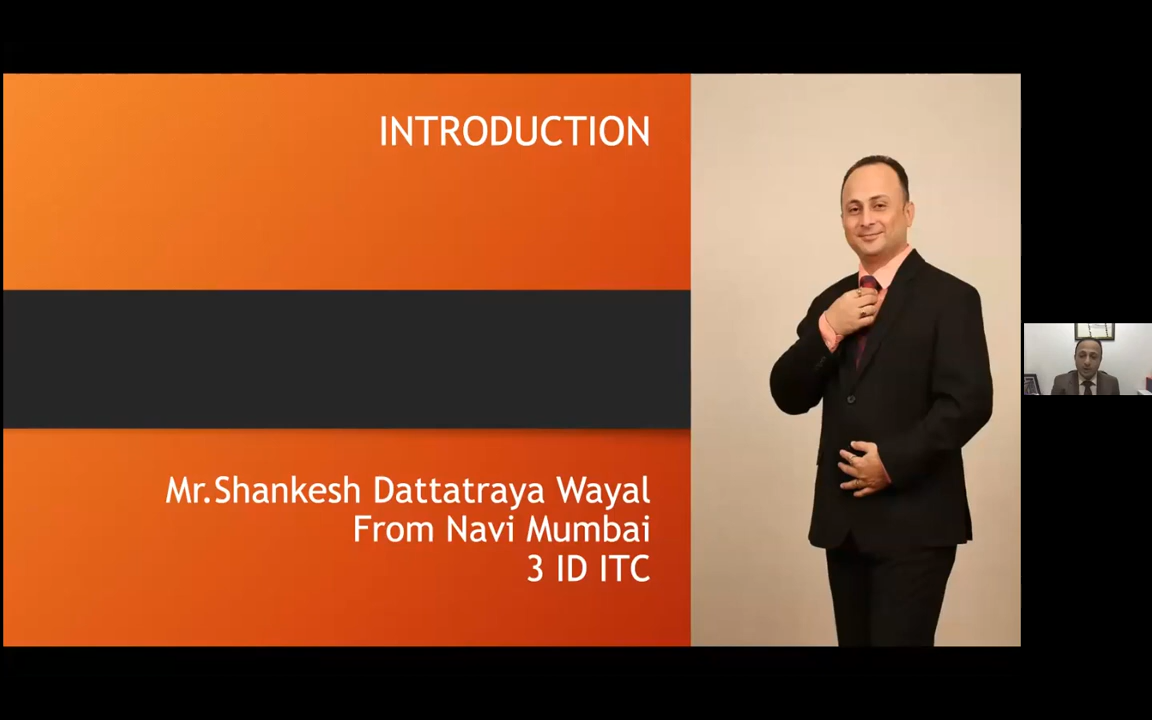 INTRODUCTION
Mr.Shankesh Dattatraya Wayal
From Navi Mumbai
3 ID ITC